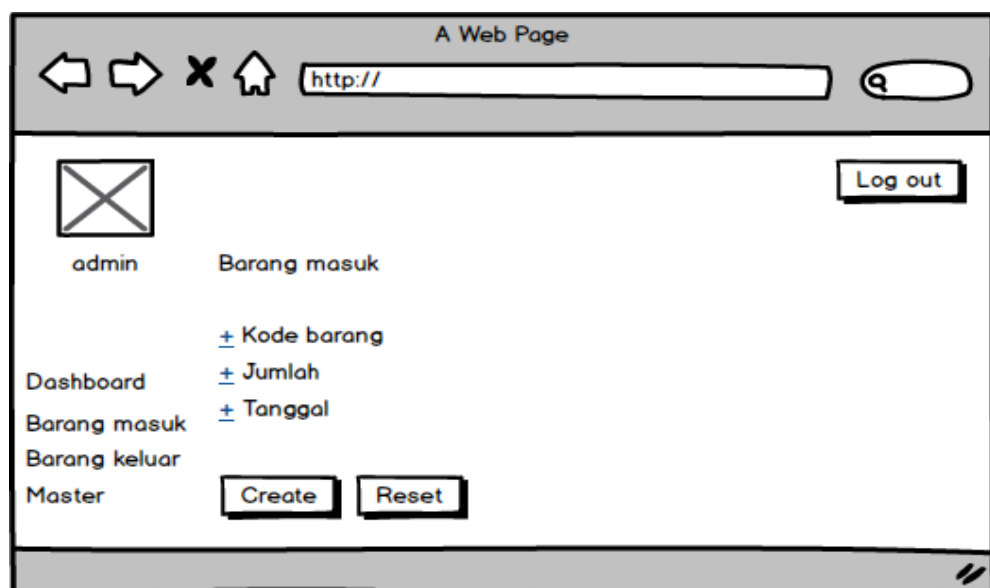 A Web Page
http://
Log out
admin
Barang masuk
+ Kode barang
+ Jumlah
+ Tanggal
Dashboard
Barang masuk
Barang keluar
Master
Create
Reset